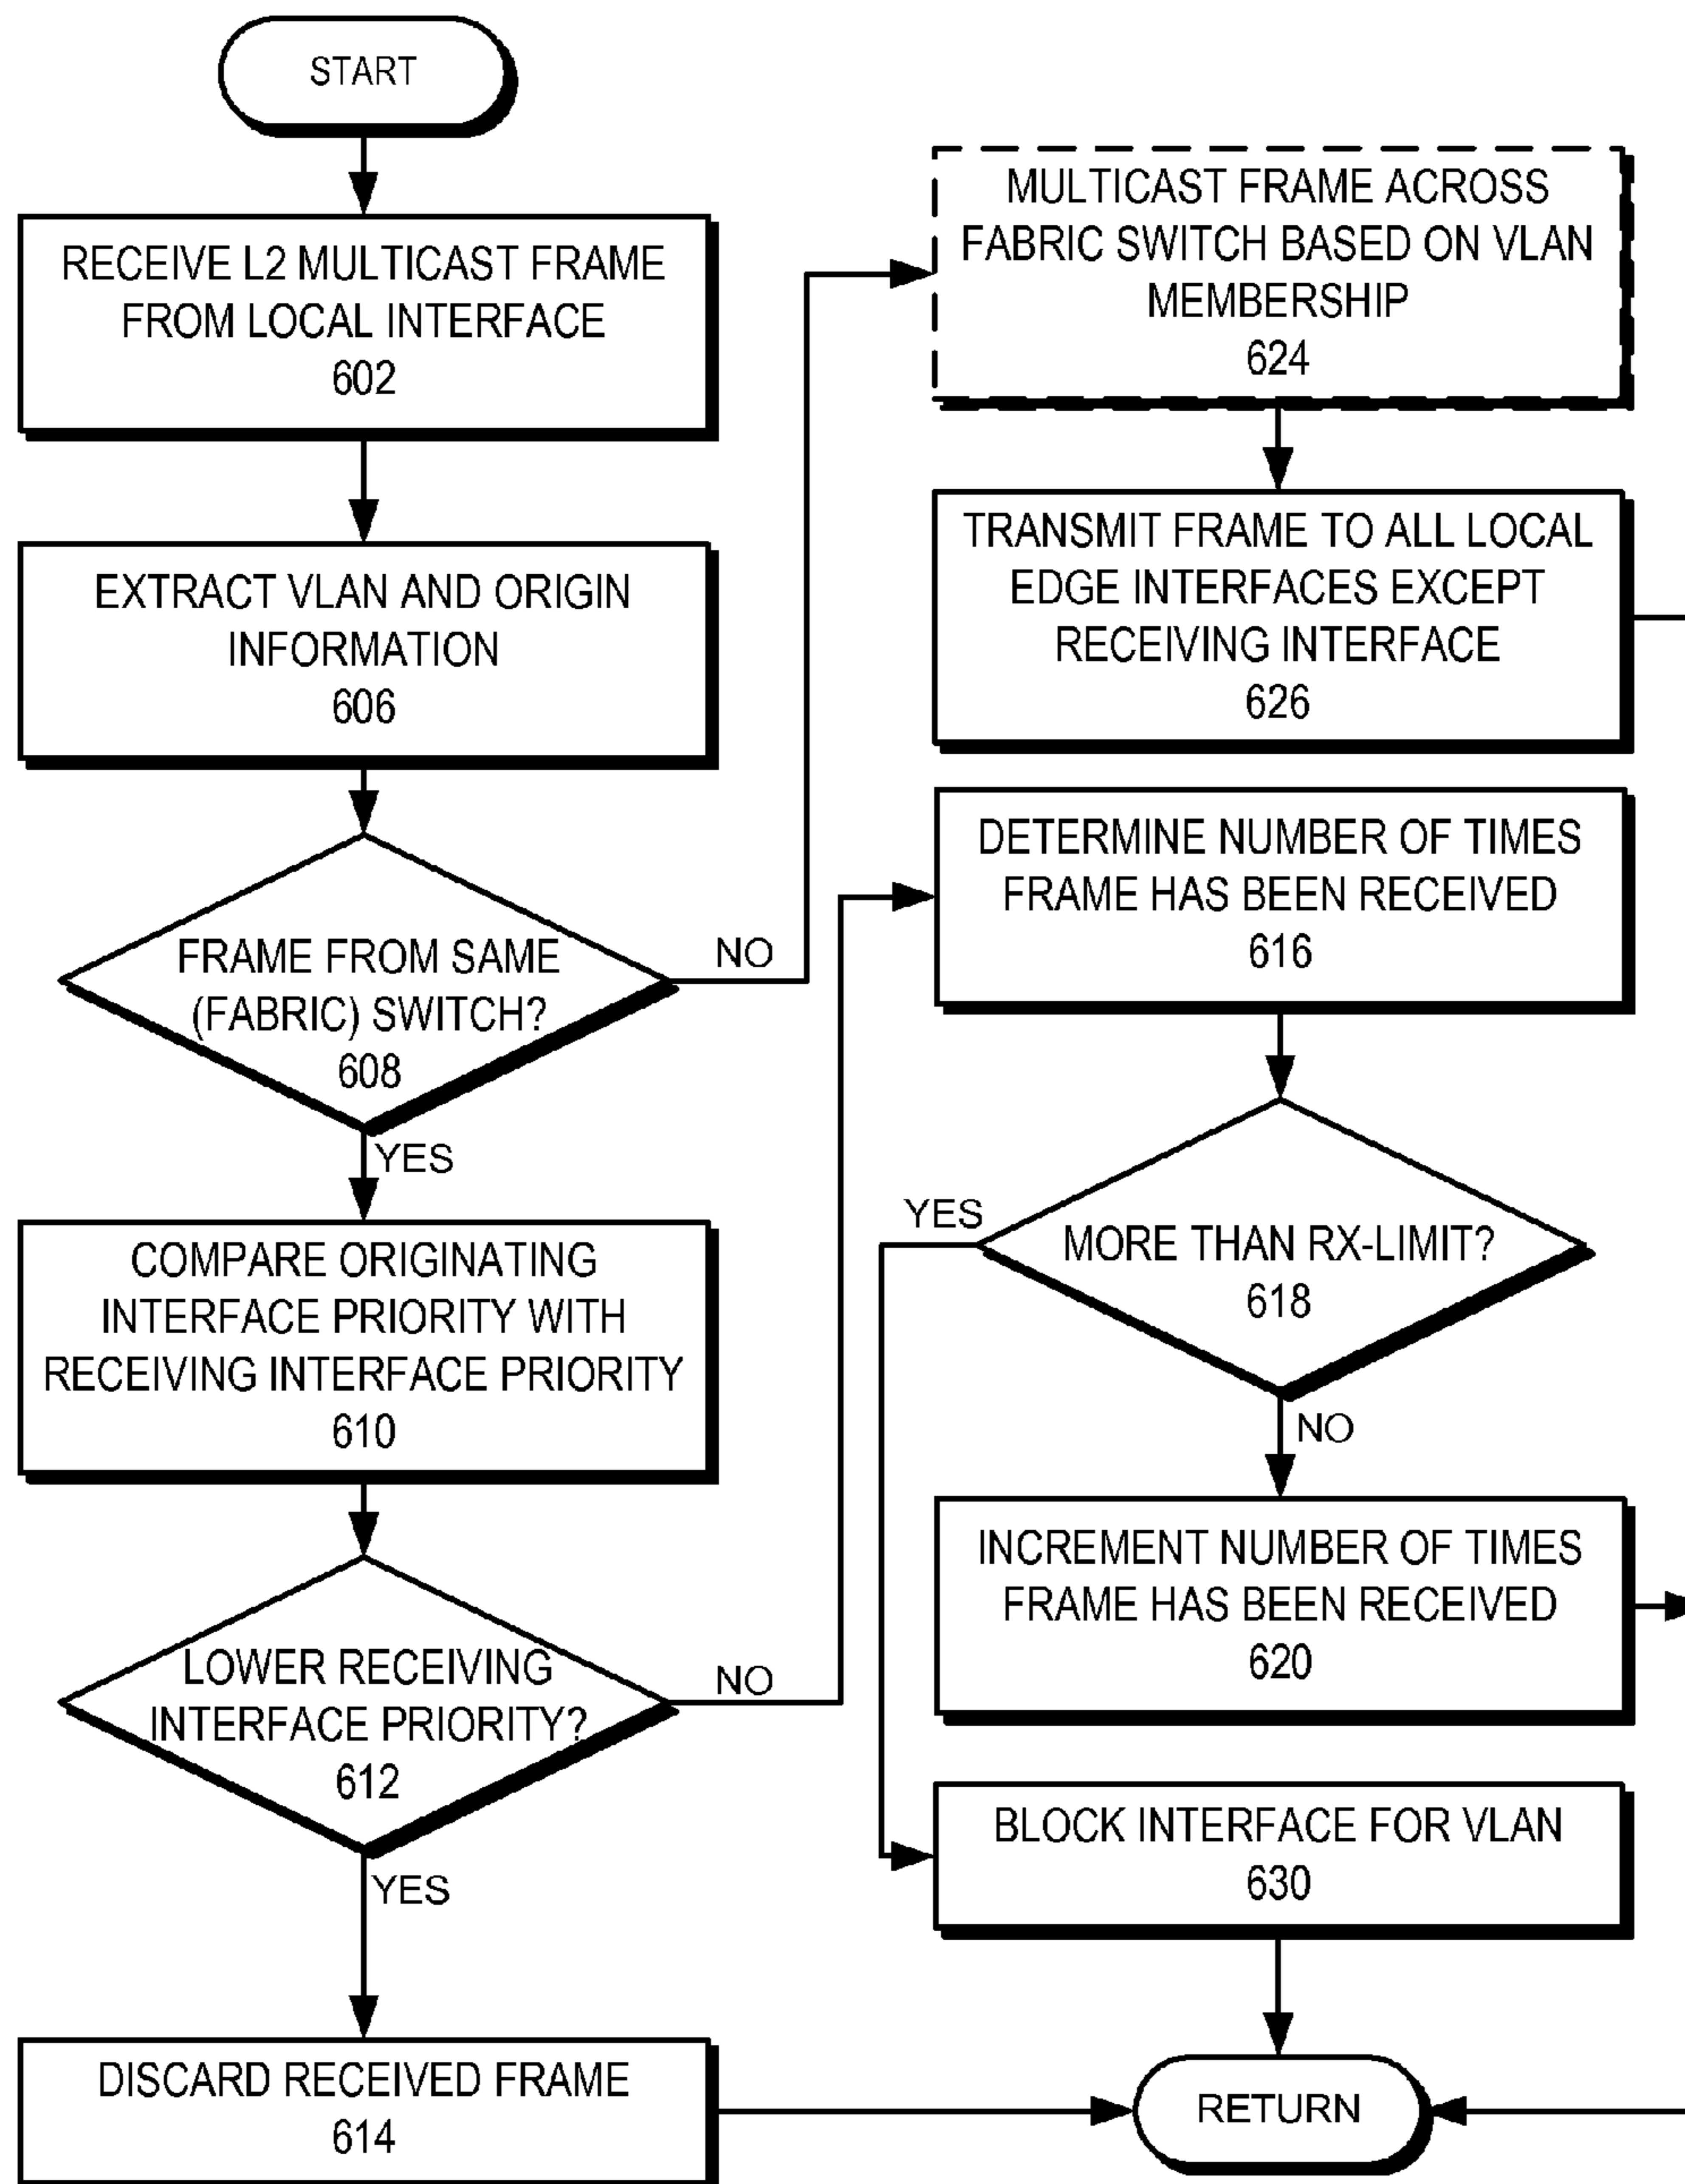 START
RECEIVE L2 MULTICAST FRAME
FROM LOCAL INTERFACE
602
EXTRACT VLAN AND ORIGIN
INFORMATION
606
FRAME FROM SAME
(FABRIC) SWITCH?
608
NO
YES
COMPARE ORIGINATING
INTERFACE PRIORITY WITH
RECEIVING INTERFACE PRIORITY
610
LOWER RECEIVING
INTERFACE PRIORITY?
612
NO
YES
DISCARD RECEIVED FRAME
614
MULTICAST FRAME ACROSS
FABRIC SWITCH BASED ON VLAN
MEMBERSHIP
624
TRANSMIT FRAME TO ALL LOCAL
EDGE INTERFACES EXCEPT
RECEIVING INTERFACE
626
DETERMINE NUMBER OF TIMES
FRAME HAS BEEN RECEIVED
616
YES
MORE THAN RX-LIMIT?
618
NO
INCREMENT NUMBER OF TIMES
FRAME HAS BEEN RECEIVED
620
BLOCK INTERFACE FOR VLAN
630
RETURN